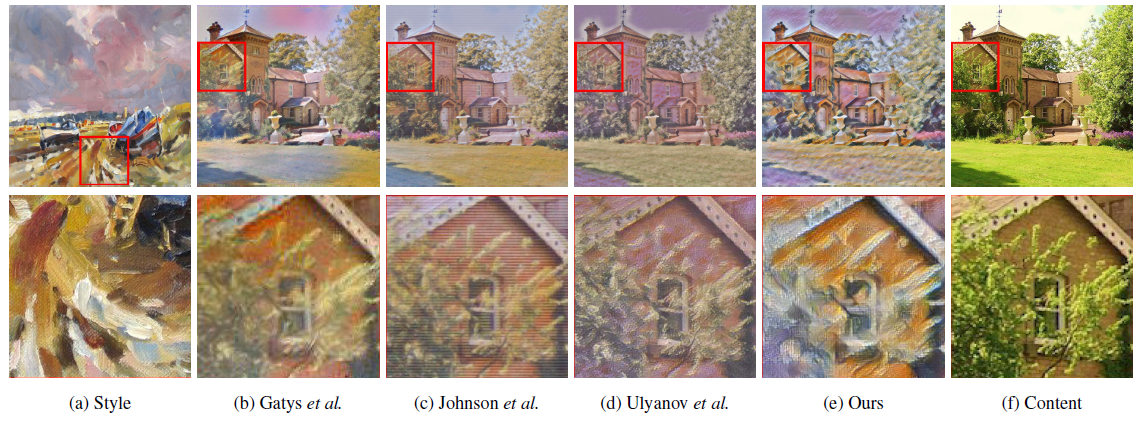 (a) Style (b) Gatys et al. (c) Johnson et al. (d) Ulyanov et al. (e) Ours (f) Content